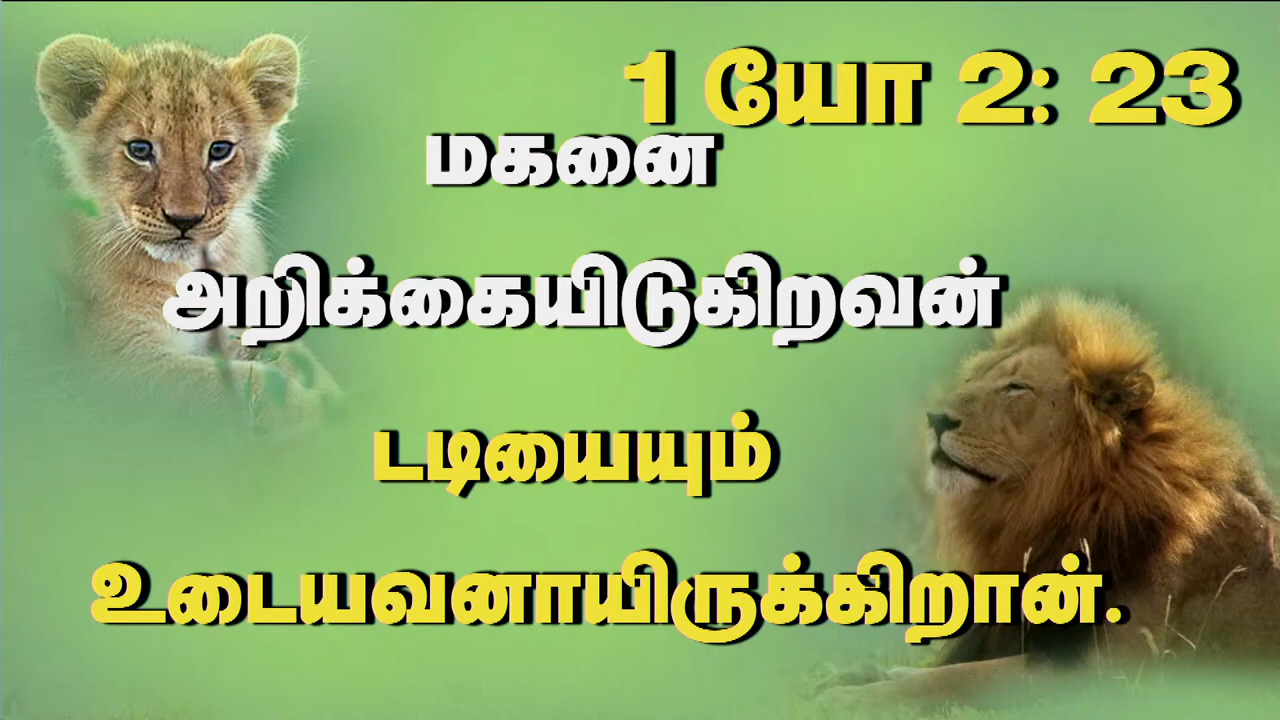 1 யோ 2: 23
மகனை
அறிக்கையிடுகிறவன்
டடியையும்
உடையவனாயிருக்கிறான்.